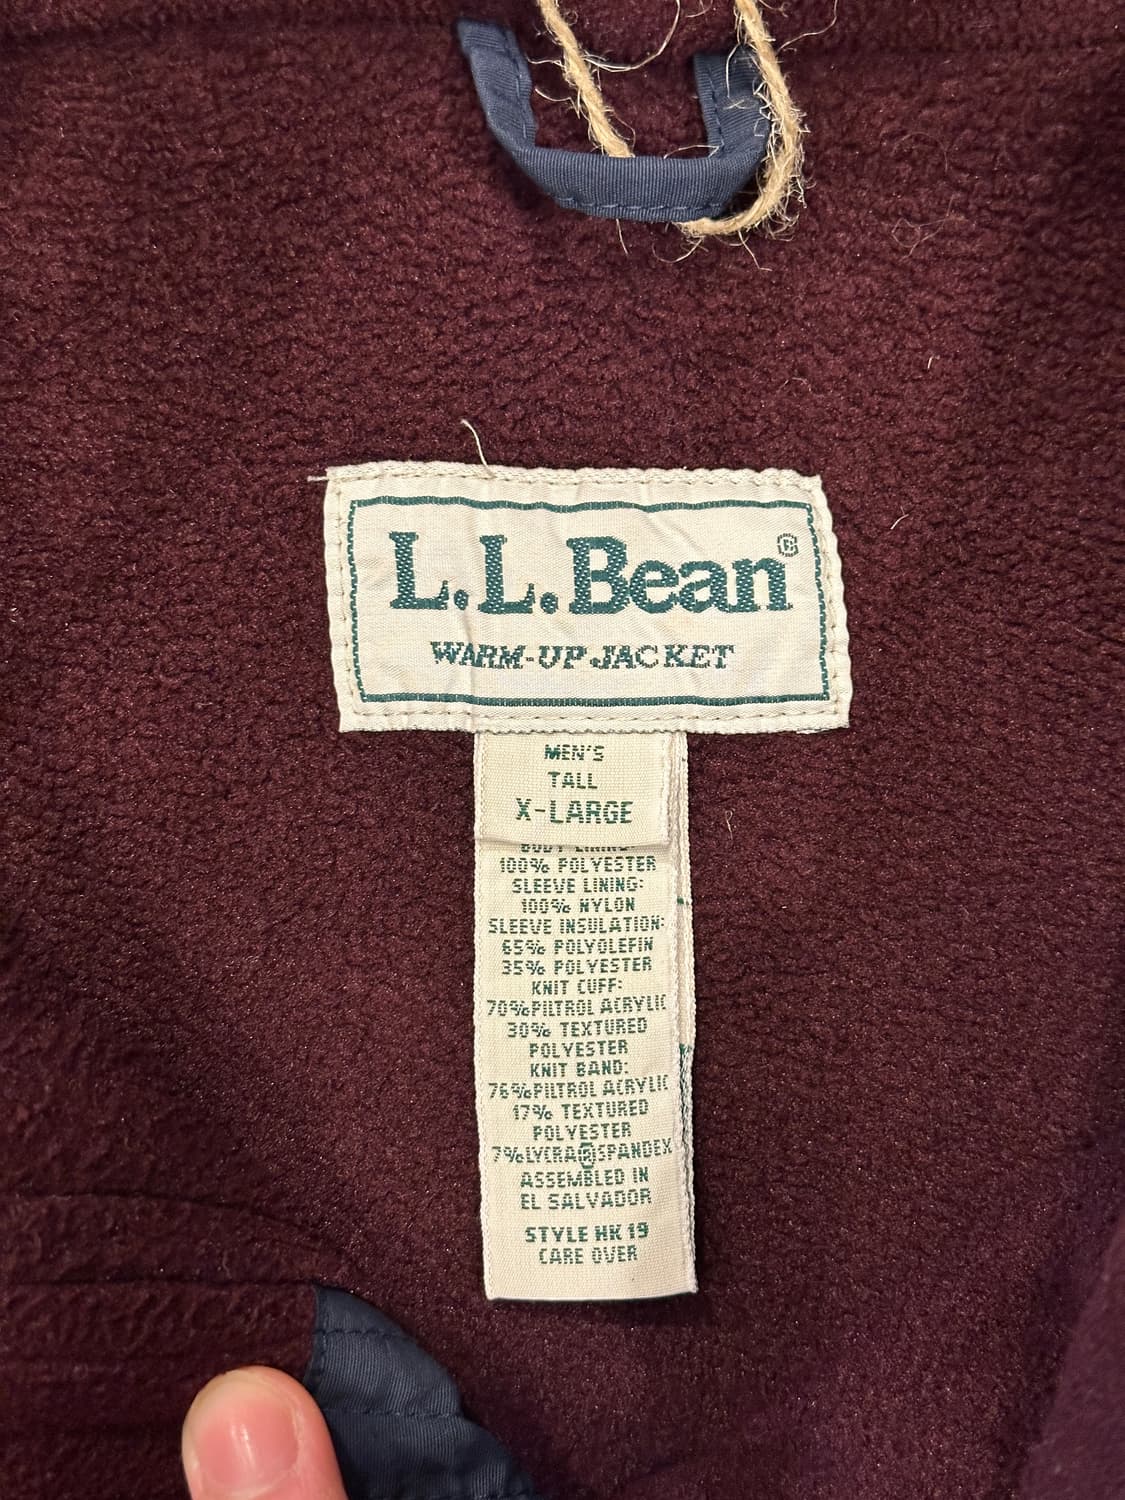 L.L.Bean®
WARM-UP JACKET
MEN'S
TALL
X-LARGE
BODY LINING:
100% POLYESTER
SLEEVE LINING:
100% NYLON
SLEEVE INSULATION:
65% POLYOLEFIN
35% POLYESTER
KNIT CUFF:
70%PILTROL ACRYLIC
30% TEXTURED
POLYESTER
KNIT BAND:
76%PILTROL ACRYLIC
17% TEXTURED
POLYESTER
7%LYCRA®SPANDEX
ASSEMBLED IN
EL SALVADOR
STYLE HK 19
CARE OVER